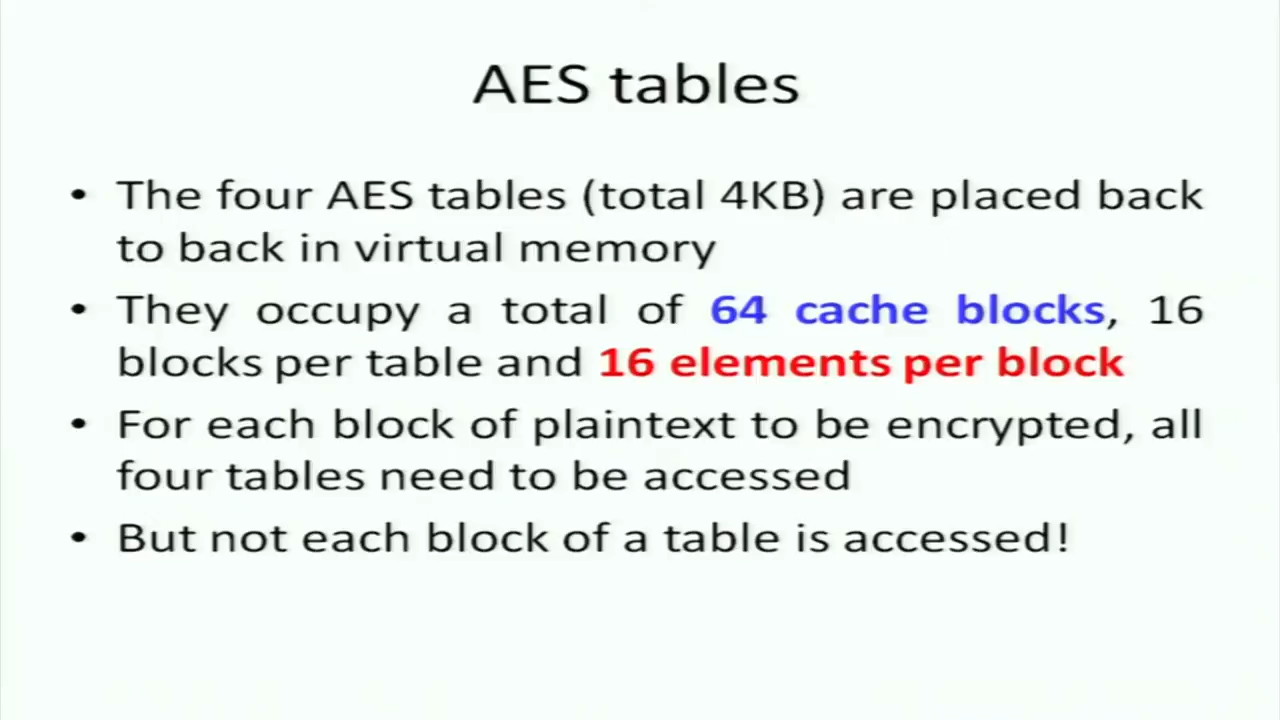 AES tables
• The four AES tables (total 4KB) are placed back
to back in virtual memory
• They occupy a total of 64 cache blocks, 16
blocks per table and 16 elements per block
• For each block of plaintext to be encrypted, all
four tables need to be accessed
• But not each block of a table is accessed!